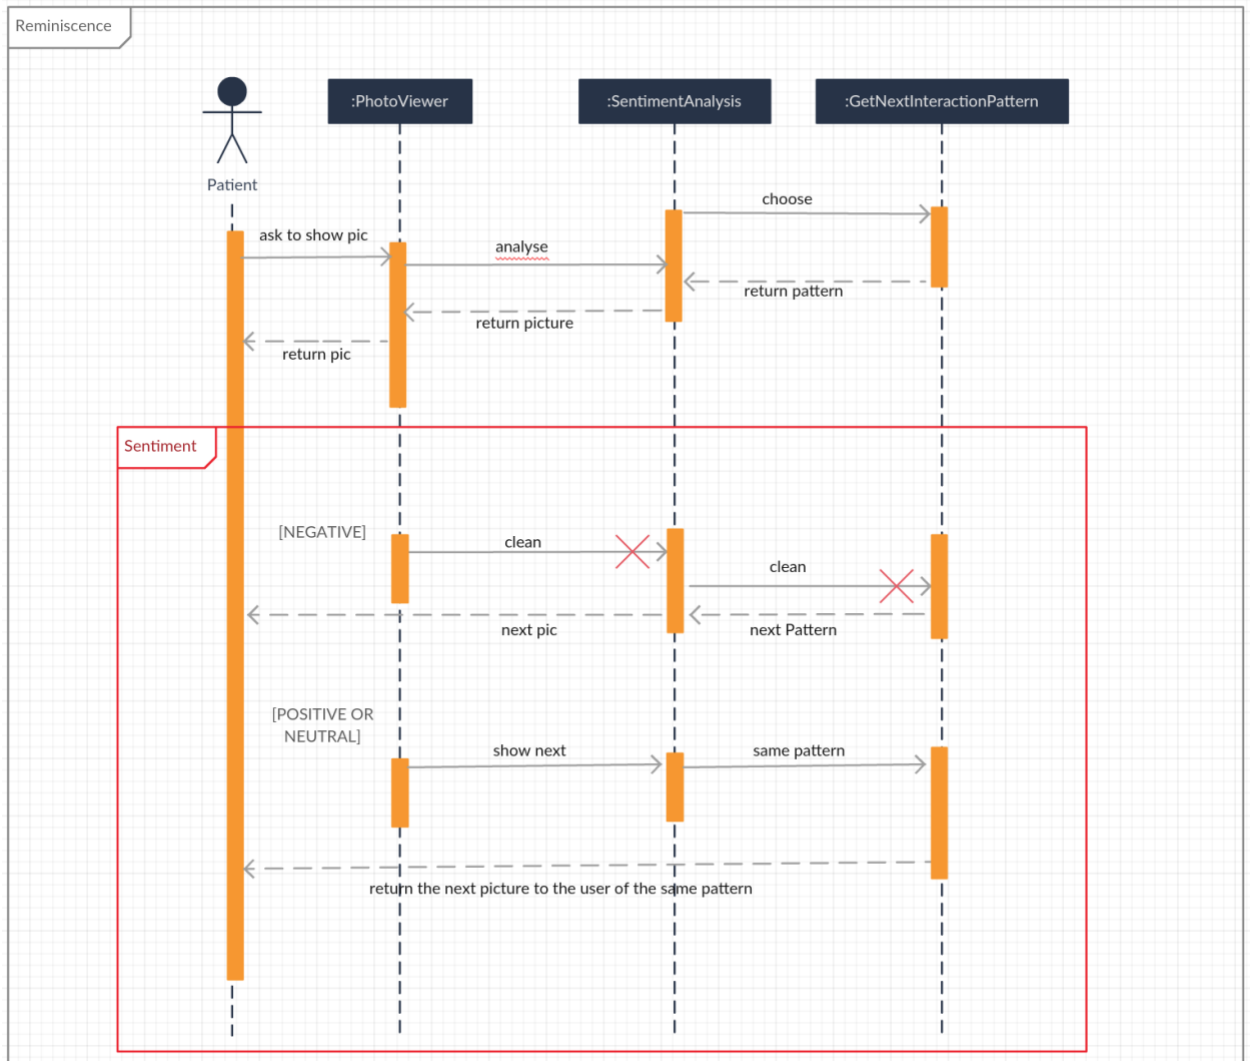 Reminiscence
:PhotoViewer
:SentimentAnalysis
:GetNextInteractionPattern
Patient
choose
ask to show pic
analyse
return pattern
return picture
return pic
Sentiment
[NEGATIVE]
clean
clean
next pic
next Pattern
[POSITIVE OR
NEUTRAL]
show next
same pattern
return the next picture to the user of the same pattern